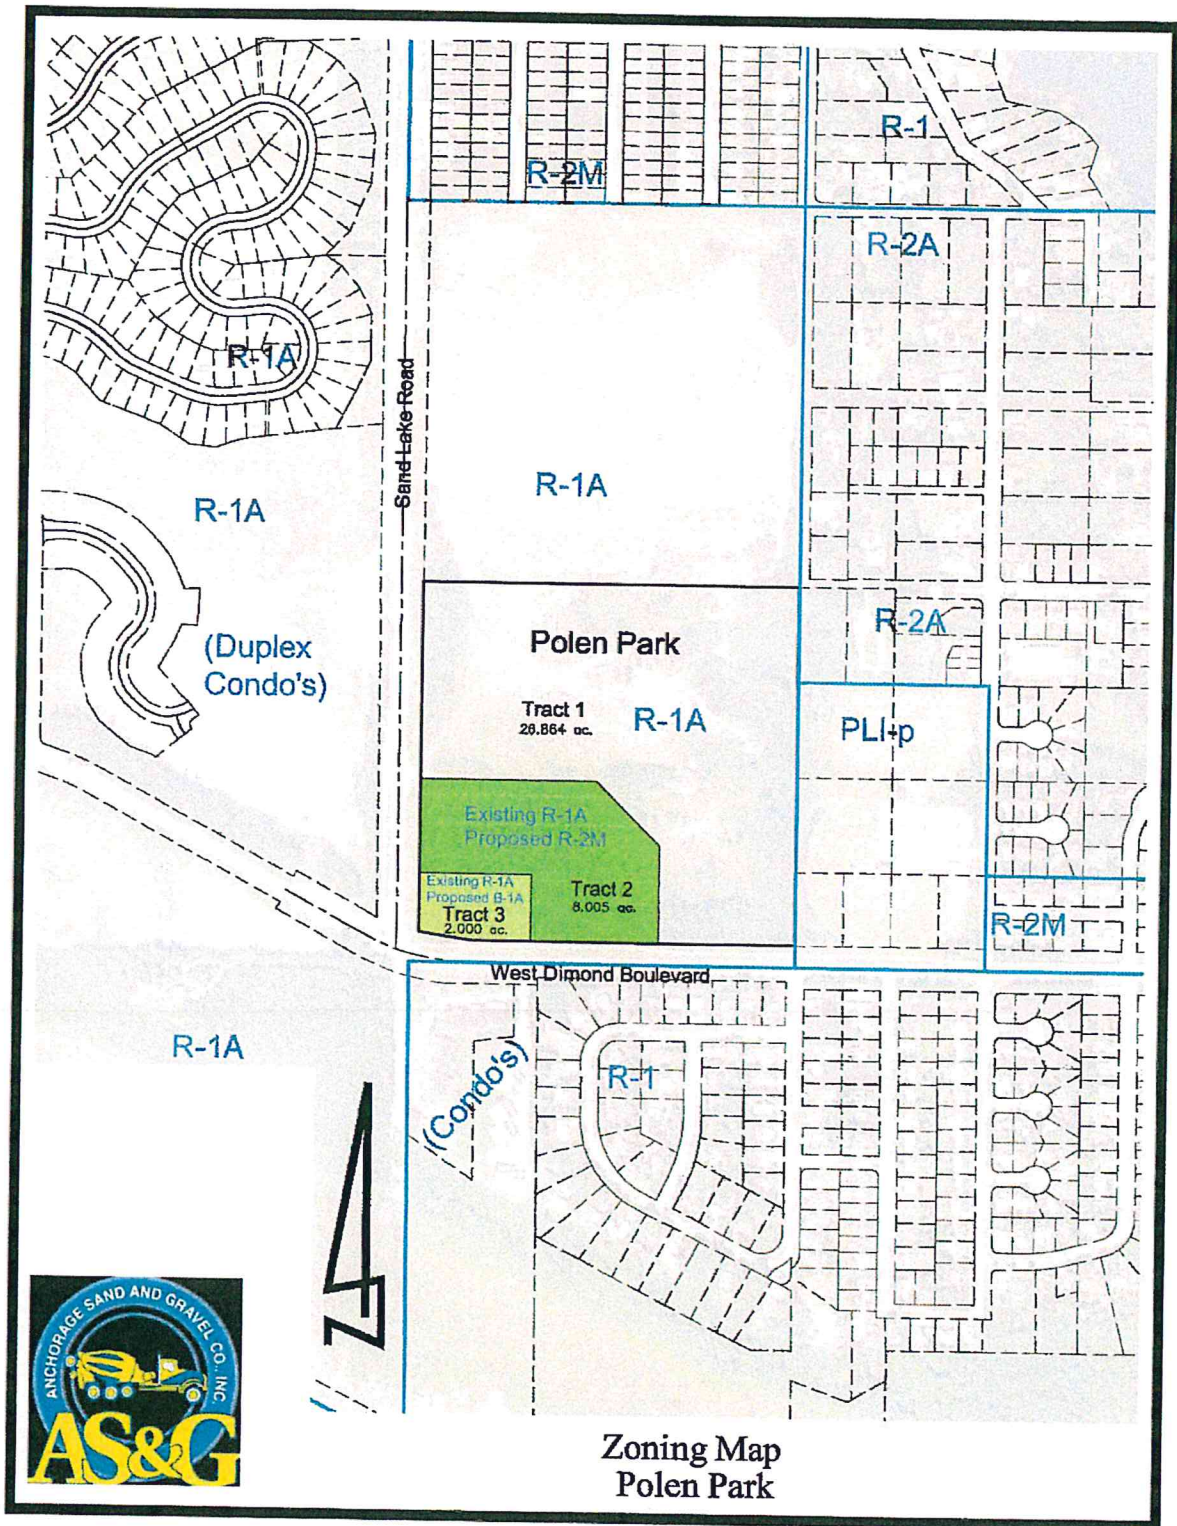 R-1
R-2M
R-2A
R-1A
Sand Lake Road
R-1A
R-1A
R-2A
(Duplex
Condo's)
Polen Park
Tract 1
26.864 ac.
R-1A
PLI-p
Existing R-1A
Proposed R-2M
Existing R-1A
Proposed B-1A
Tract 3
2.000 ac.
Tract 2
8.005 ac.
R-2M
West Dimond Boulevard
R-1A
(Condo's)
R-1
ANCHORAGE SAND AND GRAVEL CO., INC.
AS&G
Zoning Map
Polen Park